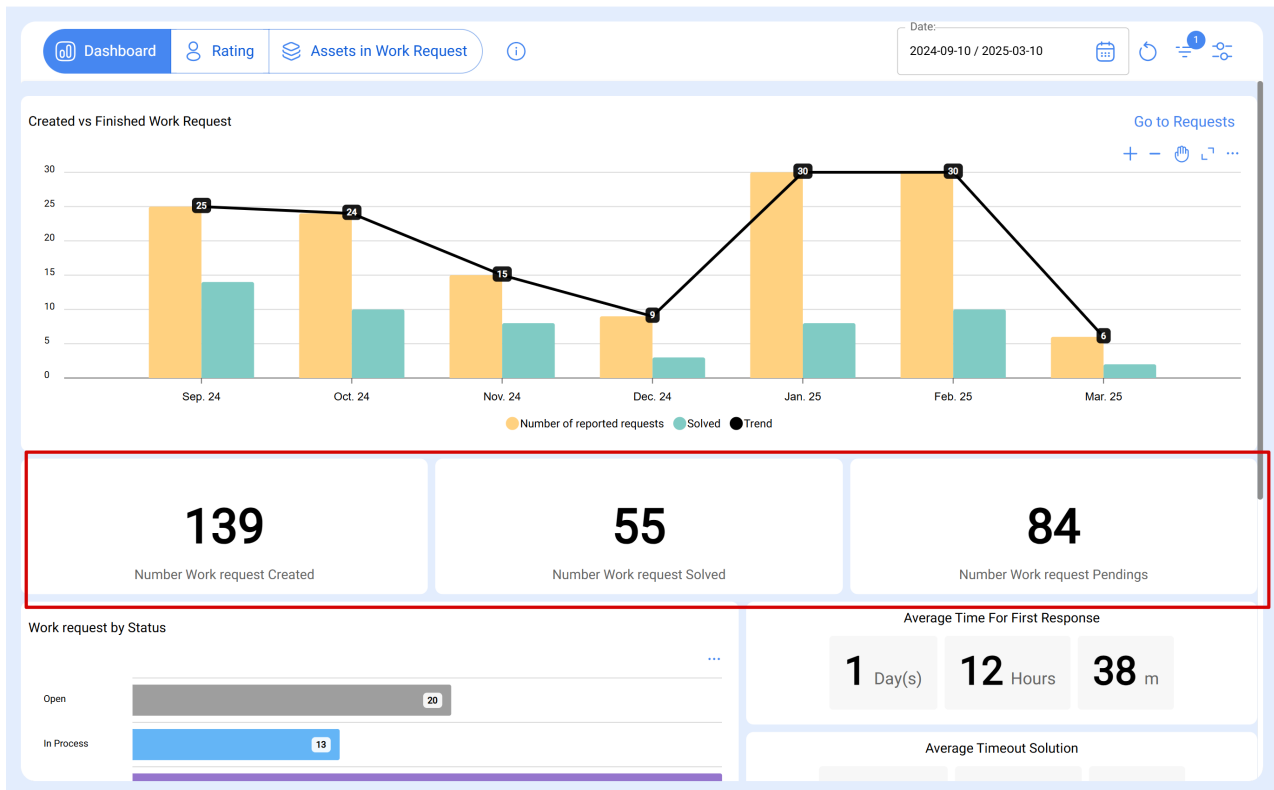 Dashboard Rating Assets in Work Request
Date:
2024-09-10 / 2025-03-10
1
Created vs Finished Work Request
Go to Requests
30
25
20
15
10
5
0
25
24
15
9
30
30
6
Sep. 24 Oct. 24 Nov. 24 Dec. 24 Jan. 25 Feb. 25 Mar. 25
Number of reported requests Solved Trend
139
Number Work request Created
55
Number Work request Solved
84
Number Work request Pendings
Work request by Status
Open 20
In Process 13
Average Time For First Response
1 Day(s) 12 Hours 38 m
Average Timeout Solution